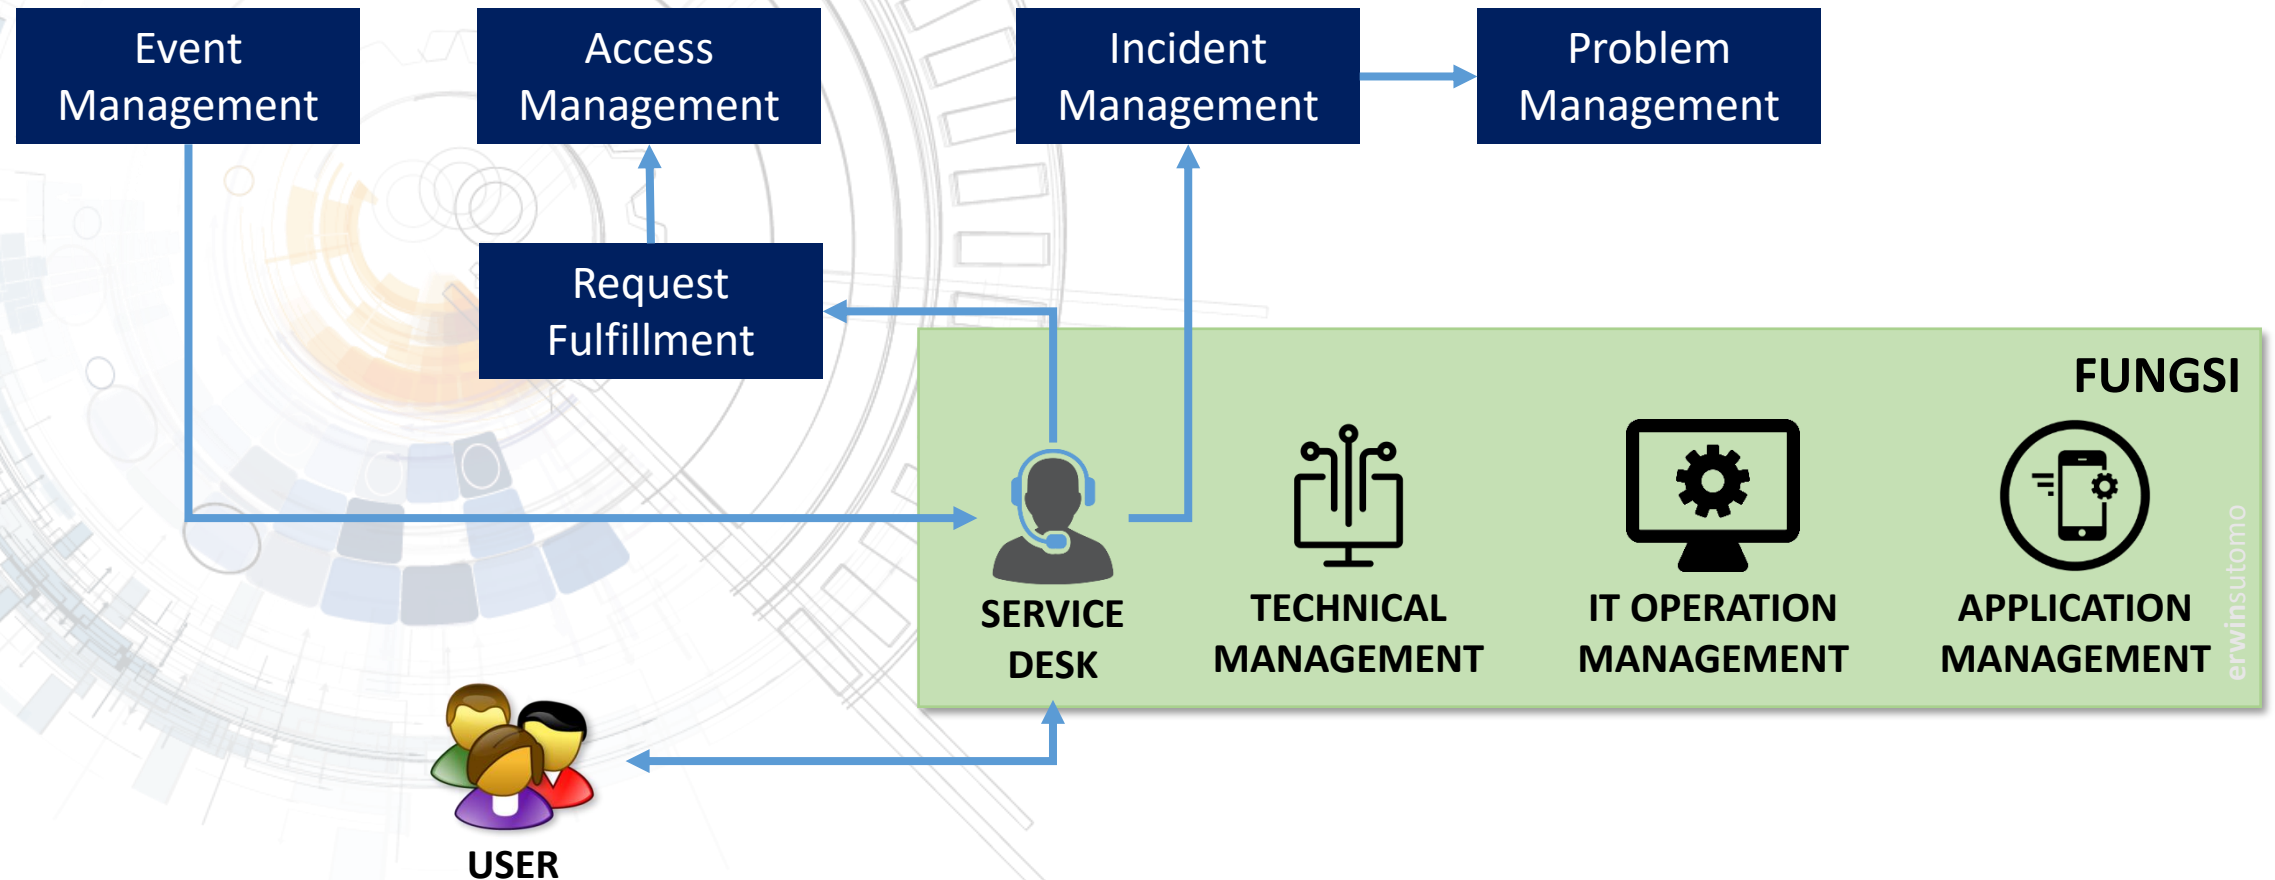 Event
Management
Access
Management
Incident
Management
Problem
Management
Request
Fulfillment
FUNGSI
SERVICE
DESK
TECHNICAL
MANAGEMENT
IT OPERATION
MANAGEMENT
APPLICATION
MANAGEMENT
erwinsutomo
USER